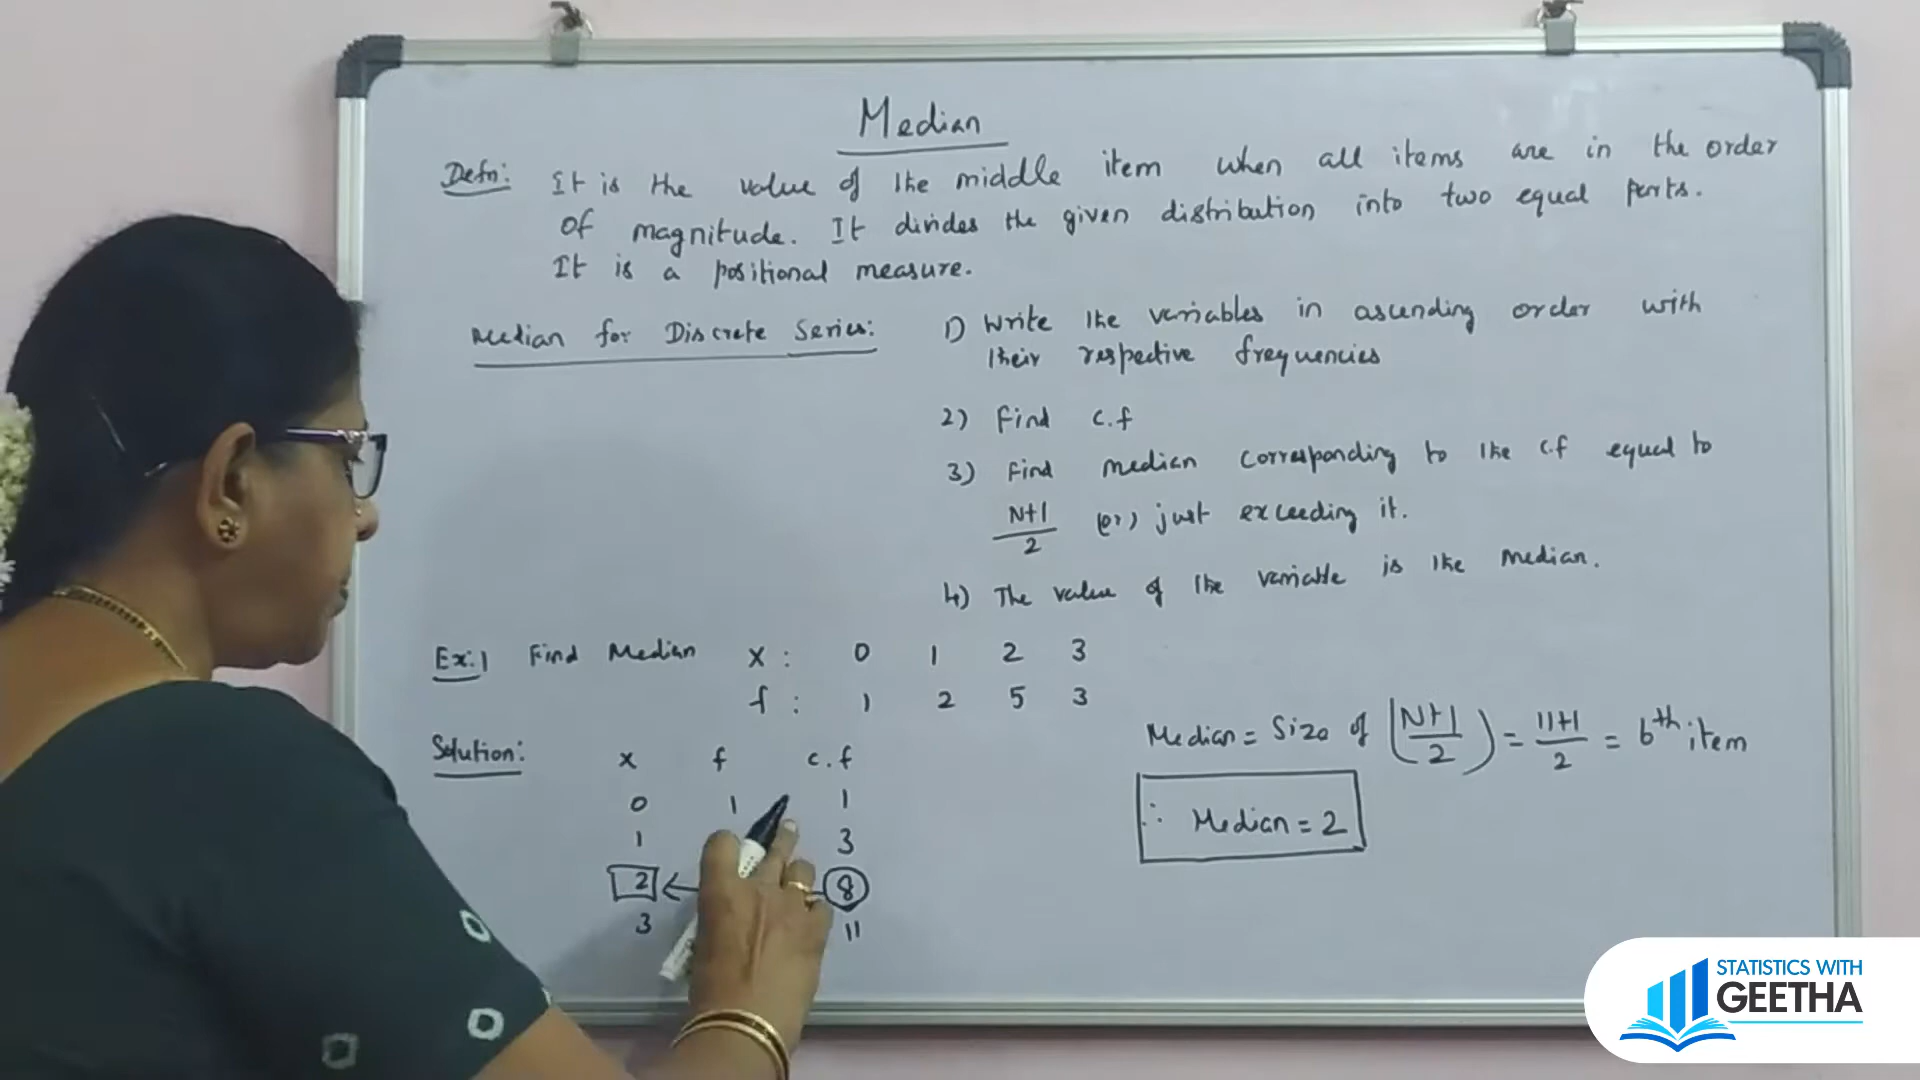 Median
Defn: It is the value of the middle item when all items are in the order
of magnitude. It divides the given distribution into two equal parts.
It is a positional measure.
Median for Discrete Series:
1) Write the variables in ascending order with
their respective frequencies
2) Find c.f
3) Find median corresponding to the c.f equal to
N+1/2 (or) just exceeding it.
4) The value of the variable is the median.
Ex:1 Find Median X : 0 1 2 3
f : 1 2 5 3
Solution:
x f c.f
0 1 1
1 3
2 ← 8
3 11
Median = Size of (N+1/2) = 11+1/2 = 6th item
∴ Median = 2
STATISTICS WITH
GEETHA